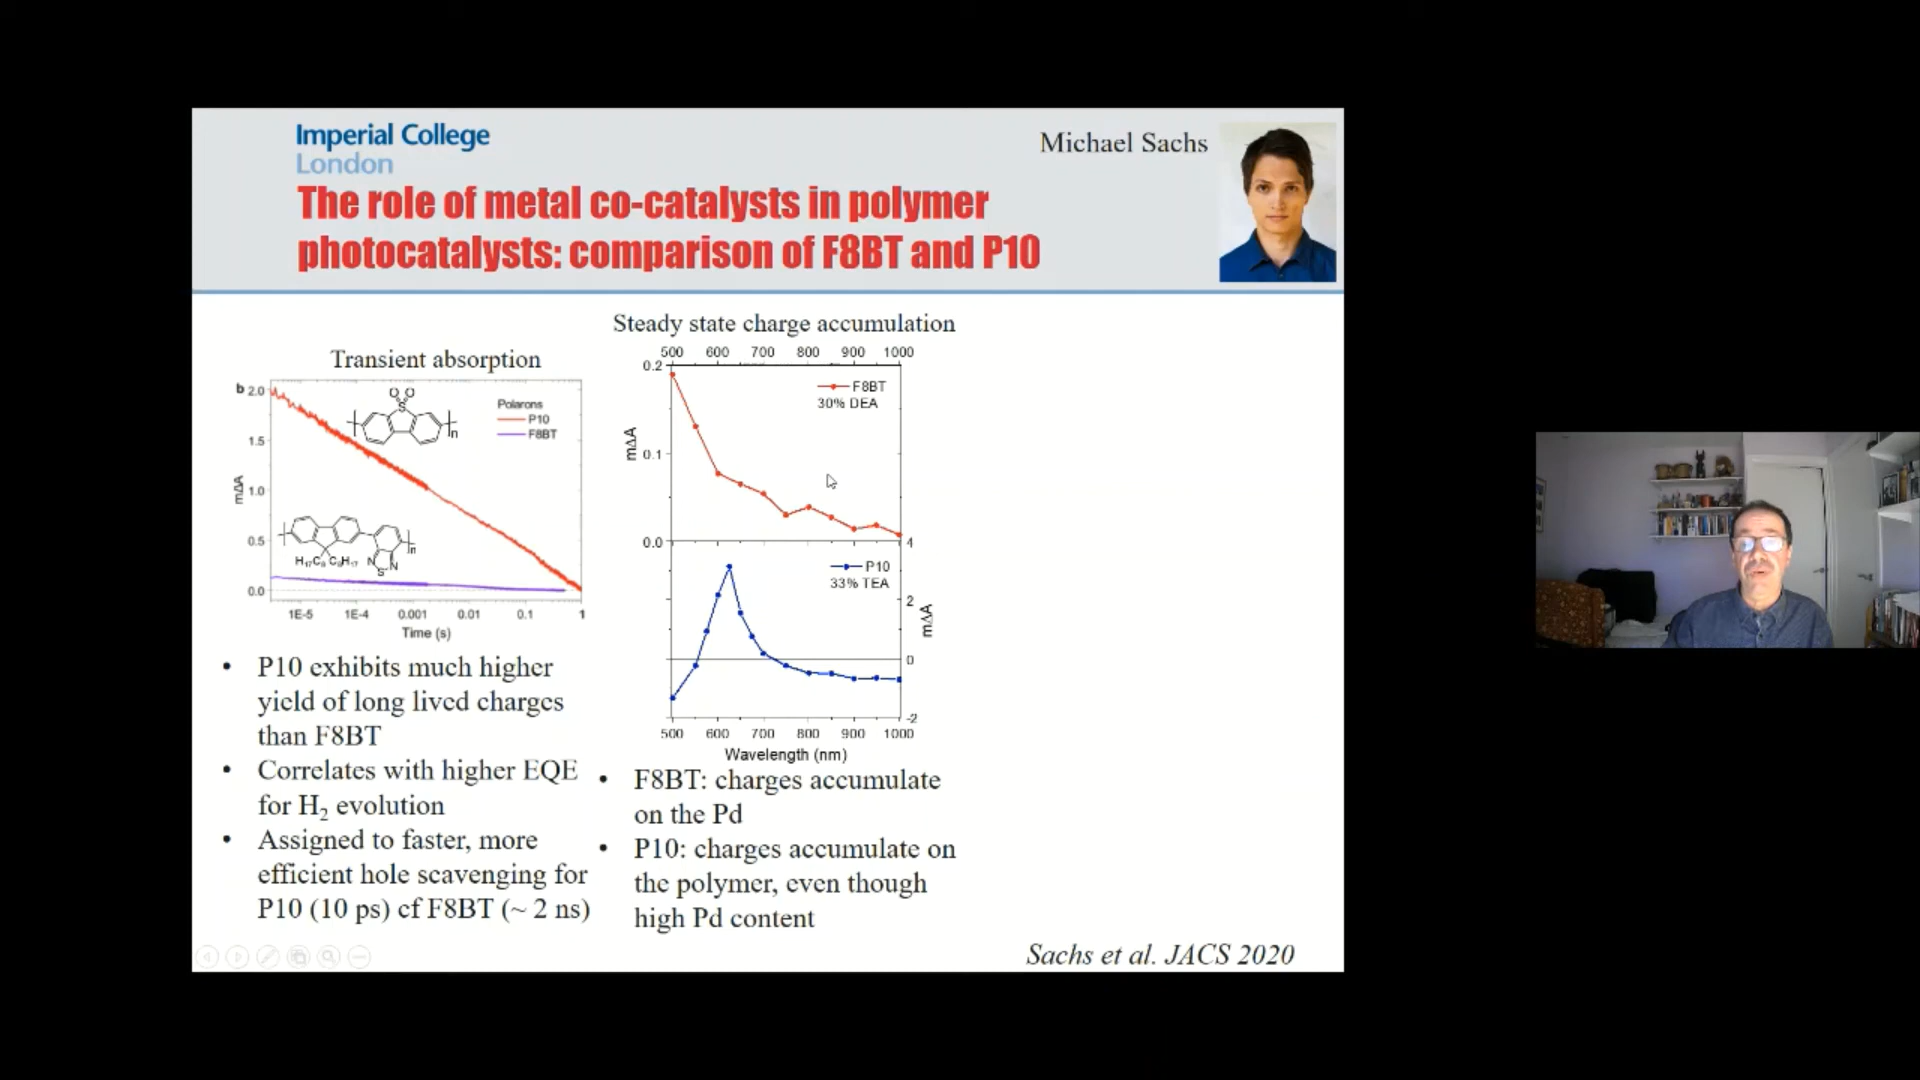 Imperial College
London
Michael Sachs
The role of metal co-catalysts in polymer
photocatalysts: comparison of F8BT and P10
Transient absorption
b
2.0
1.5
1.0
0.5
0.0
mΔA
O O
S
n
Polarons
P10
F8BT
H17C8 C8H17
N N
S
n
1E-5 1E-4 0.001 0.01 0.1 1
Time (s)
• P10 exhibits much higher
yield of long lived charges
than F8BT
• Correlates with higher EQE
for H2 evolution
• Assigned to faster, more
efficient hole scavenging for
P10 (10 ps) cf F8BT (~ 2 ns)
Steady state charge accumulation
500 600 700 800 900 1000
0.2
0.1
0.0
mΔA
F8BT
30% DEA
P10
33% TEA
4
2
0
-2
mΔA
500 600 700 800 900 1000
Wavelength (nm)
• F8BT: charges accumulate
on the Pd
• P10: charges accumulate on
the polymer, even though
high Pd content
Sachs et al. JACS 2020